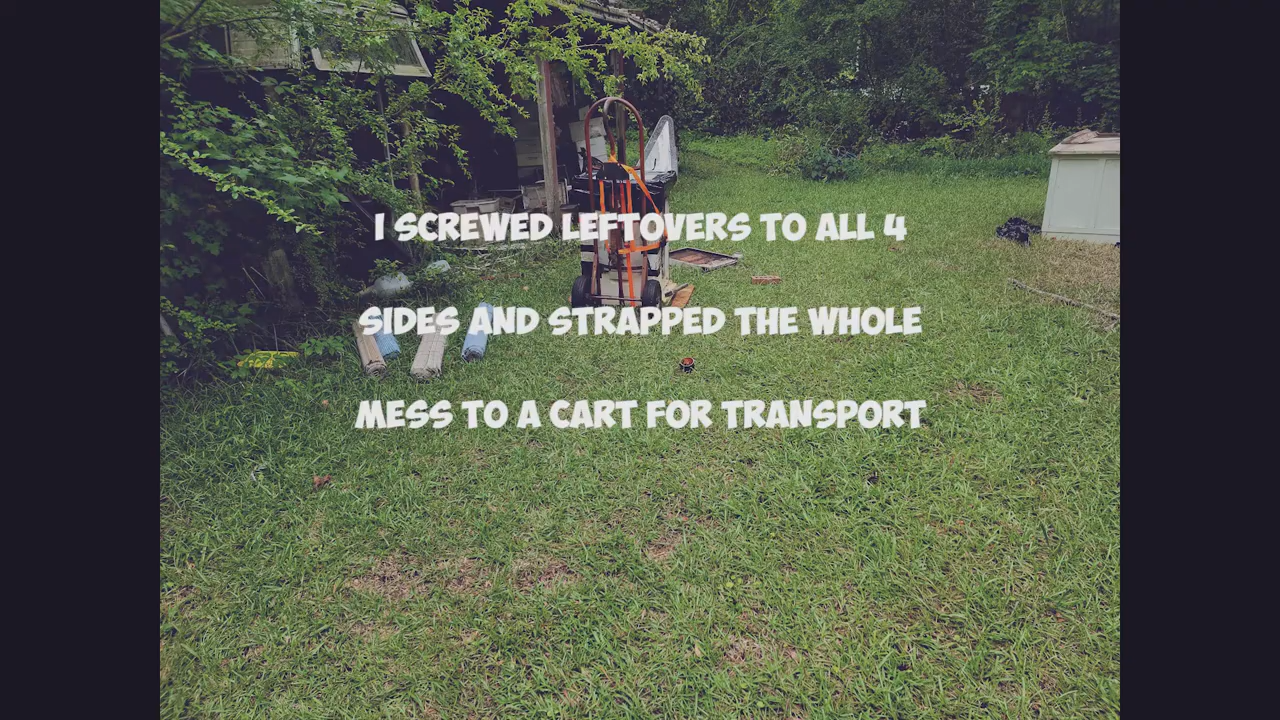 I SCREWED LEFTOVERS TO ALL 4
SIDES AND STRAPPED THE WHOLE
MESS TO A CART FOR TRANSPORT